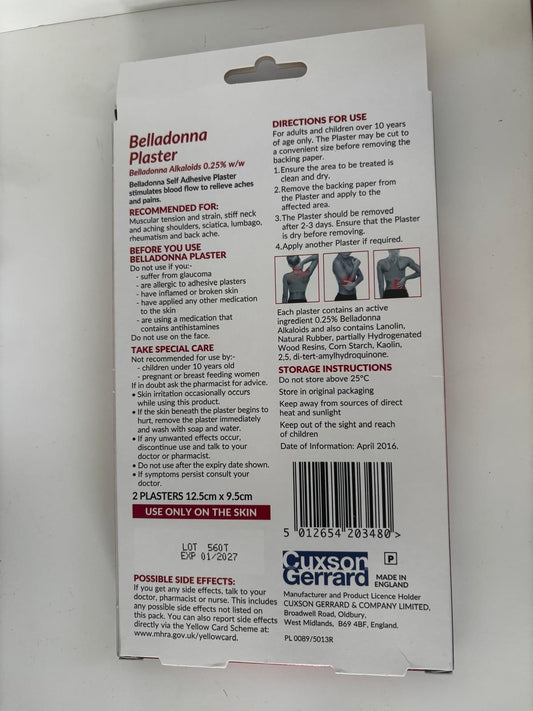 Belladonna
Plaster
Belladonna Alkaloids 0.25% w/w
Belladonna Self Adhesive Plaster
stimulates blood flow to relieve aches
and pains.
RECOMMENDED FOR:
Muscular tension and strain, stiff neck
and aching shoulders, sciatica, lumbago,
rheumatism and back ache.
BEFORE YOU USE
BELLADONNA PLASTER
Do not use if you:-
- suffer from glaucoma
- are allergic to adhesive plasters
- have inflamed or broken skin
- have applied any other medication
to the skin
- are using a medication that
contains antihistamines
Do not use on the face.
TAKE SPECIAL CARE
Not recommended for use by:-
- children under 10 years old
- pregnant or breast feeding women
If in doubt ask the pharmacist for advice.
• Skin irritation occasionally occurs
while using this product.
• If the skin beneath the plaster begins to
hurt, remove the plaster immediately
and wash with soap and water.
• If any unwanted effects occur,
discontinue use and talk to your
doctor or pharmacist.
• Do not use after the expiry date shown.
• If symptoms persist consult your
doctor.
2 PLASTERS 12.5cm x 9.5cm
USE ONLY ON THE SKIN
LOT 560T
EXP 01/2027
POSSIBLE SIDE EFFECTS:
If you get any side effects, talk to your
doctor, pharmacist or nurse. This includes
any possible side effects not listed on
this pack. You can also report side effects
directly via the Yellow Card Scheme at:
www.mhra.gov.uk/yellowcard.
DIRECTIONS FOR USE
For adults and children over 10 years
of age only. The Plaster may be cut to
a convenient size before removing the
backing paper.
1.Ensure the area to be treated is
clean and dry.
2.Remove the backing paper from
the Plaster and apply to the
affected area.
3.The Plaster should be removed
after 2-3 days. Ensure that the Plaster
is dry before removing.
4.Apply another Plaster if required.
Each plaster contains an active
ingredient 0.25% Belladonna
Alkaloids and also contains Lanolin,
Natural Rubber, partially Hydrogenated
Wood Resins, Corn Starch, Kaolin,
2,5, di-tert-amylhydroquinone.
STORAGE INSTRUCTIONS
Do not store above 25°C
Store in original packaging
Keep away from sources of direct
heat and sunlight
Keep out of the sight and reach
of children
Date of Information: April 2016.
5 012654 203480 >
Cuxson
Gerrard
P
MADE IN
ENGLAND
Manufacturer and Product Licence Holder
CUXSON GERRARD & COMPANY LIMITED,
Broadwell Road, Oldbury,
West Midlands, B69 4BF, England.
PL 0089/5013R